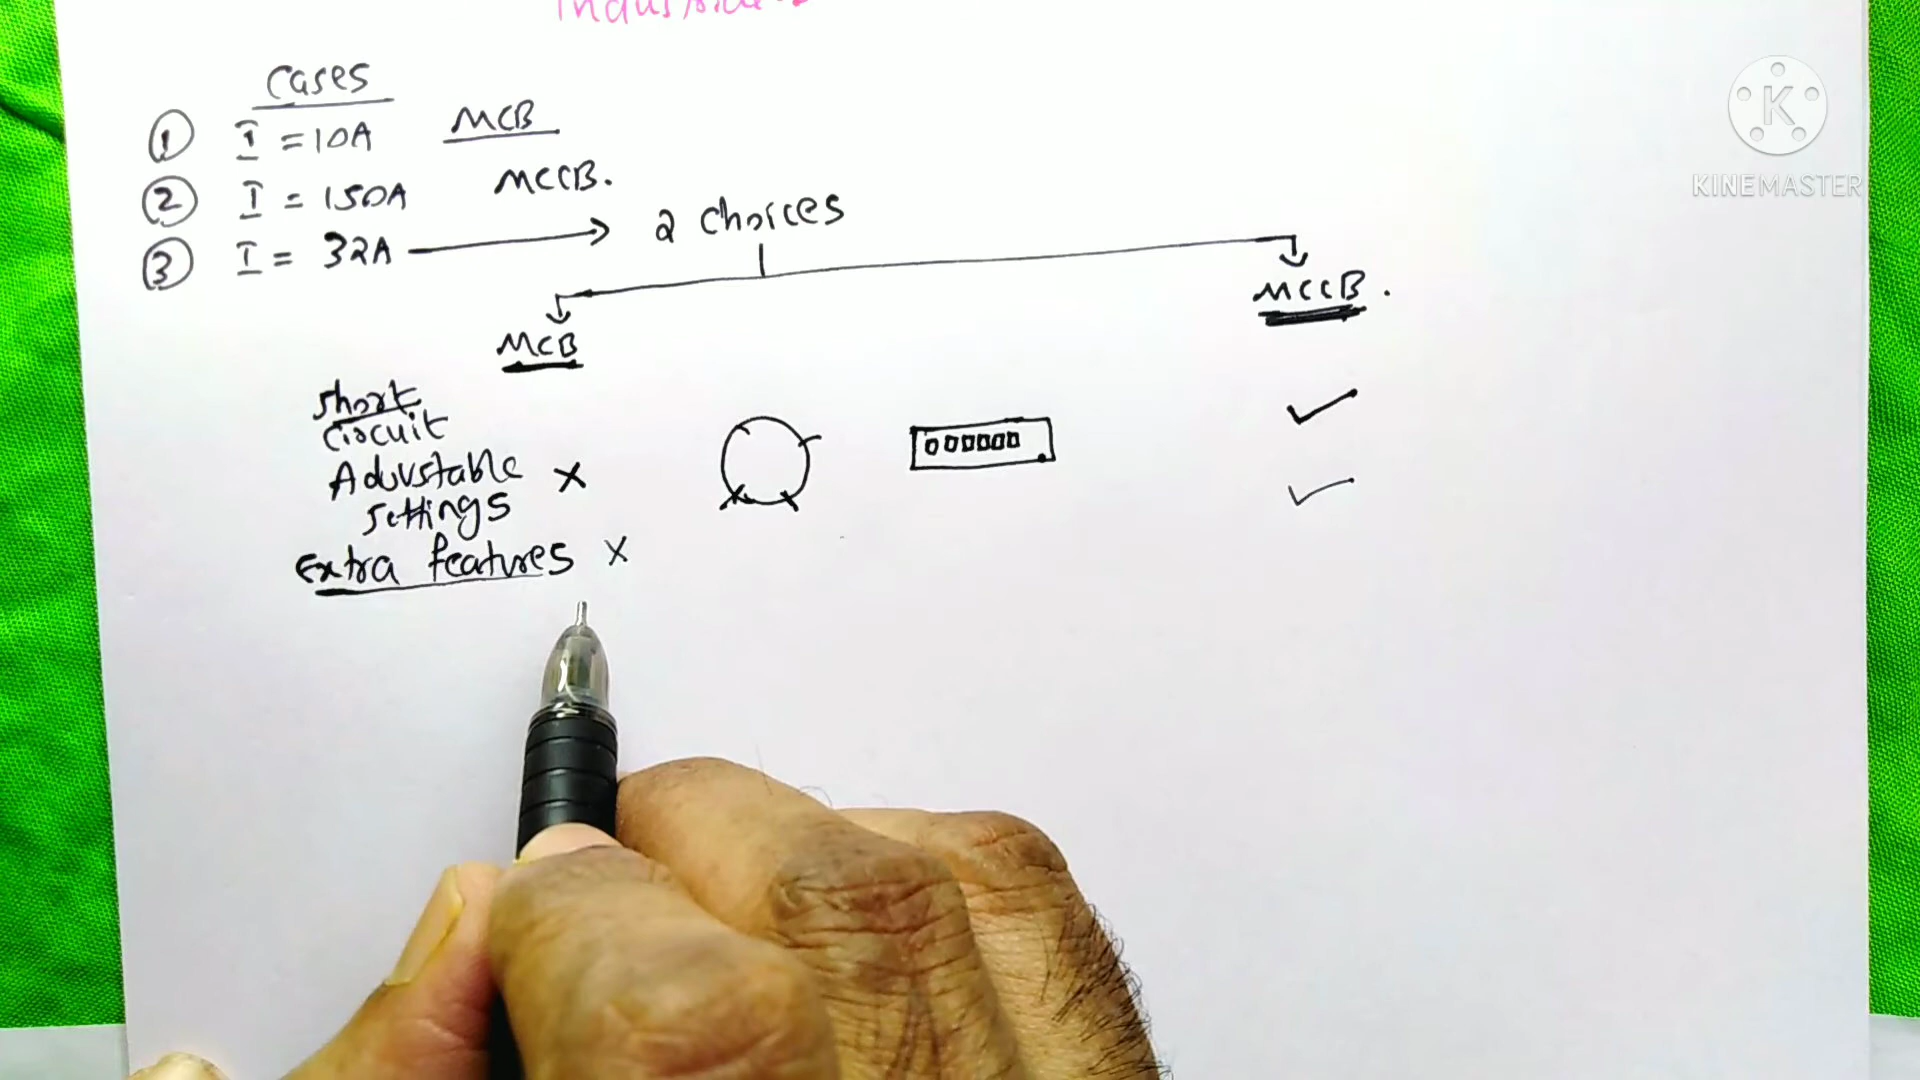 Industrial
Cases
① I = 10A MCB
② I = 150A MCCB.
③ I = 32A → 2 choices
MCCB.
MCB
Short
Circuit
Adjustable X
settings
Extra features X
K
KINEMASTER